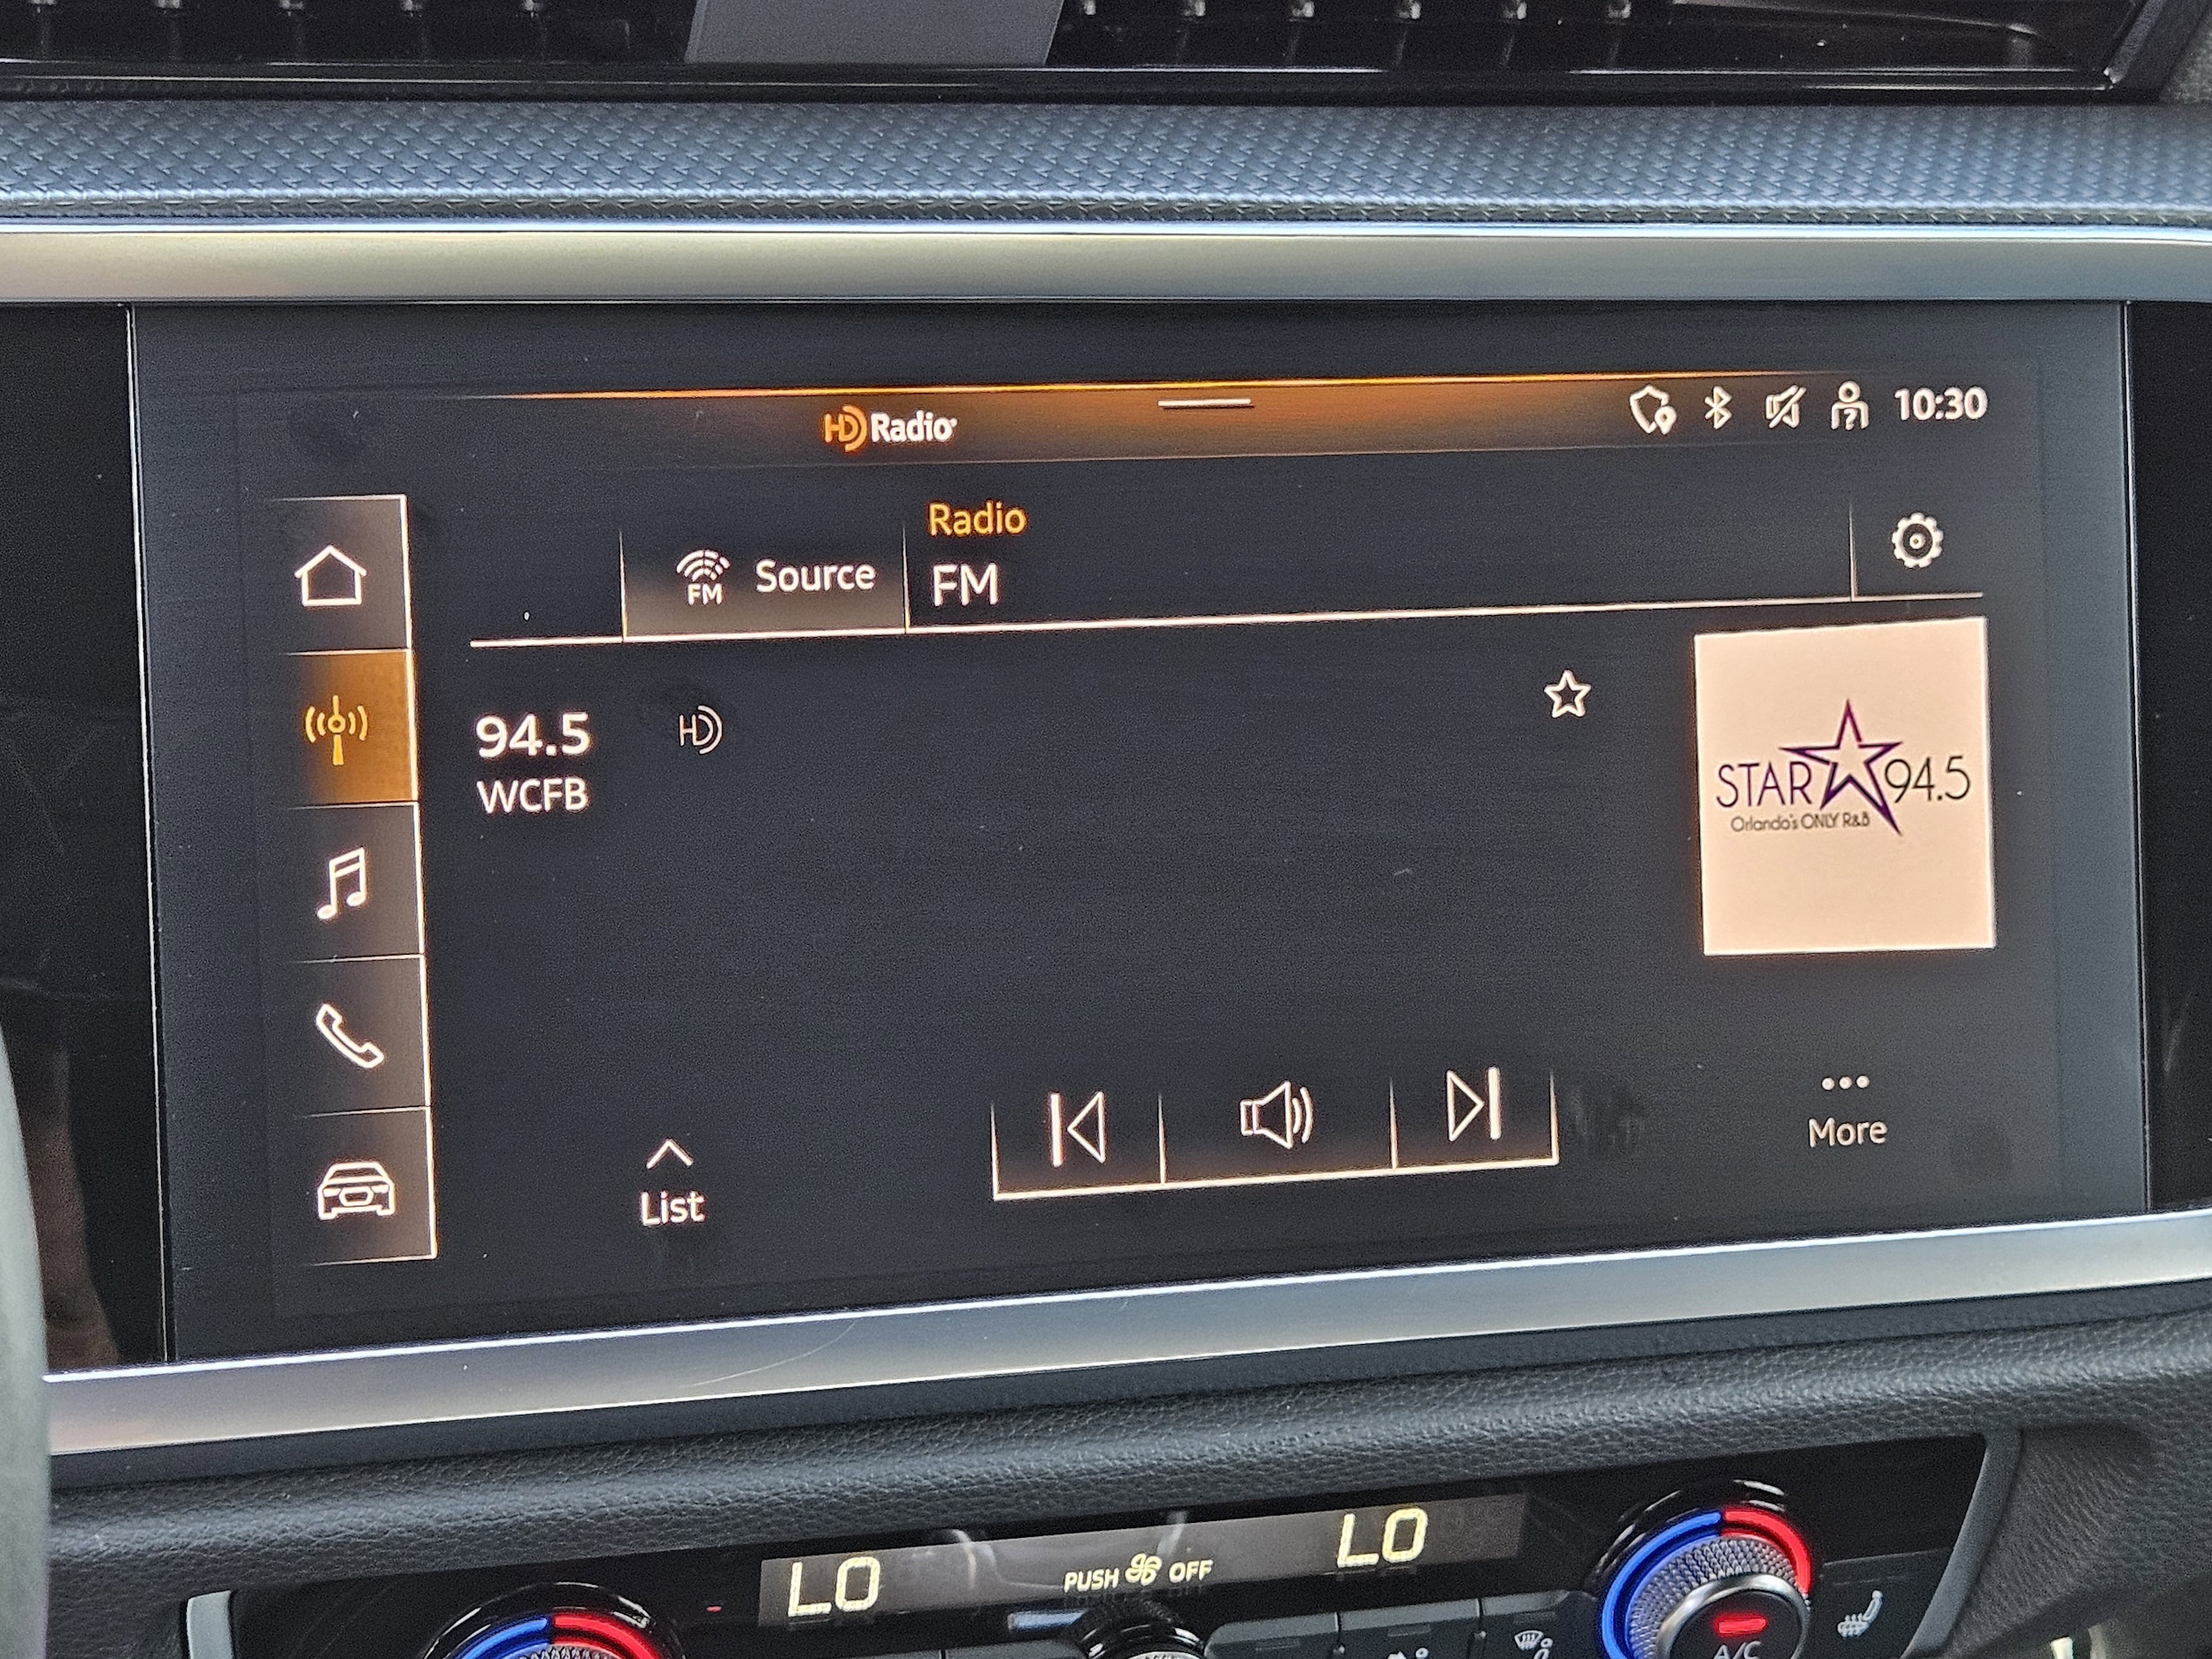 HD Radio
10:30
Radio
FM Source
FM
94.5 HD
WCFB
STAR 94.5
Orlando's ONLY R&B
List
More
LO PUSH OFF LO
A/C